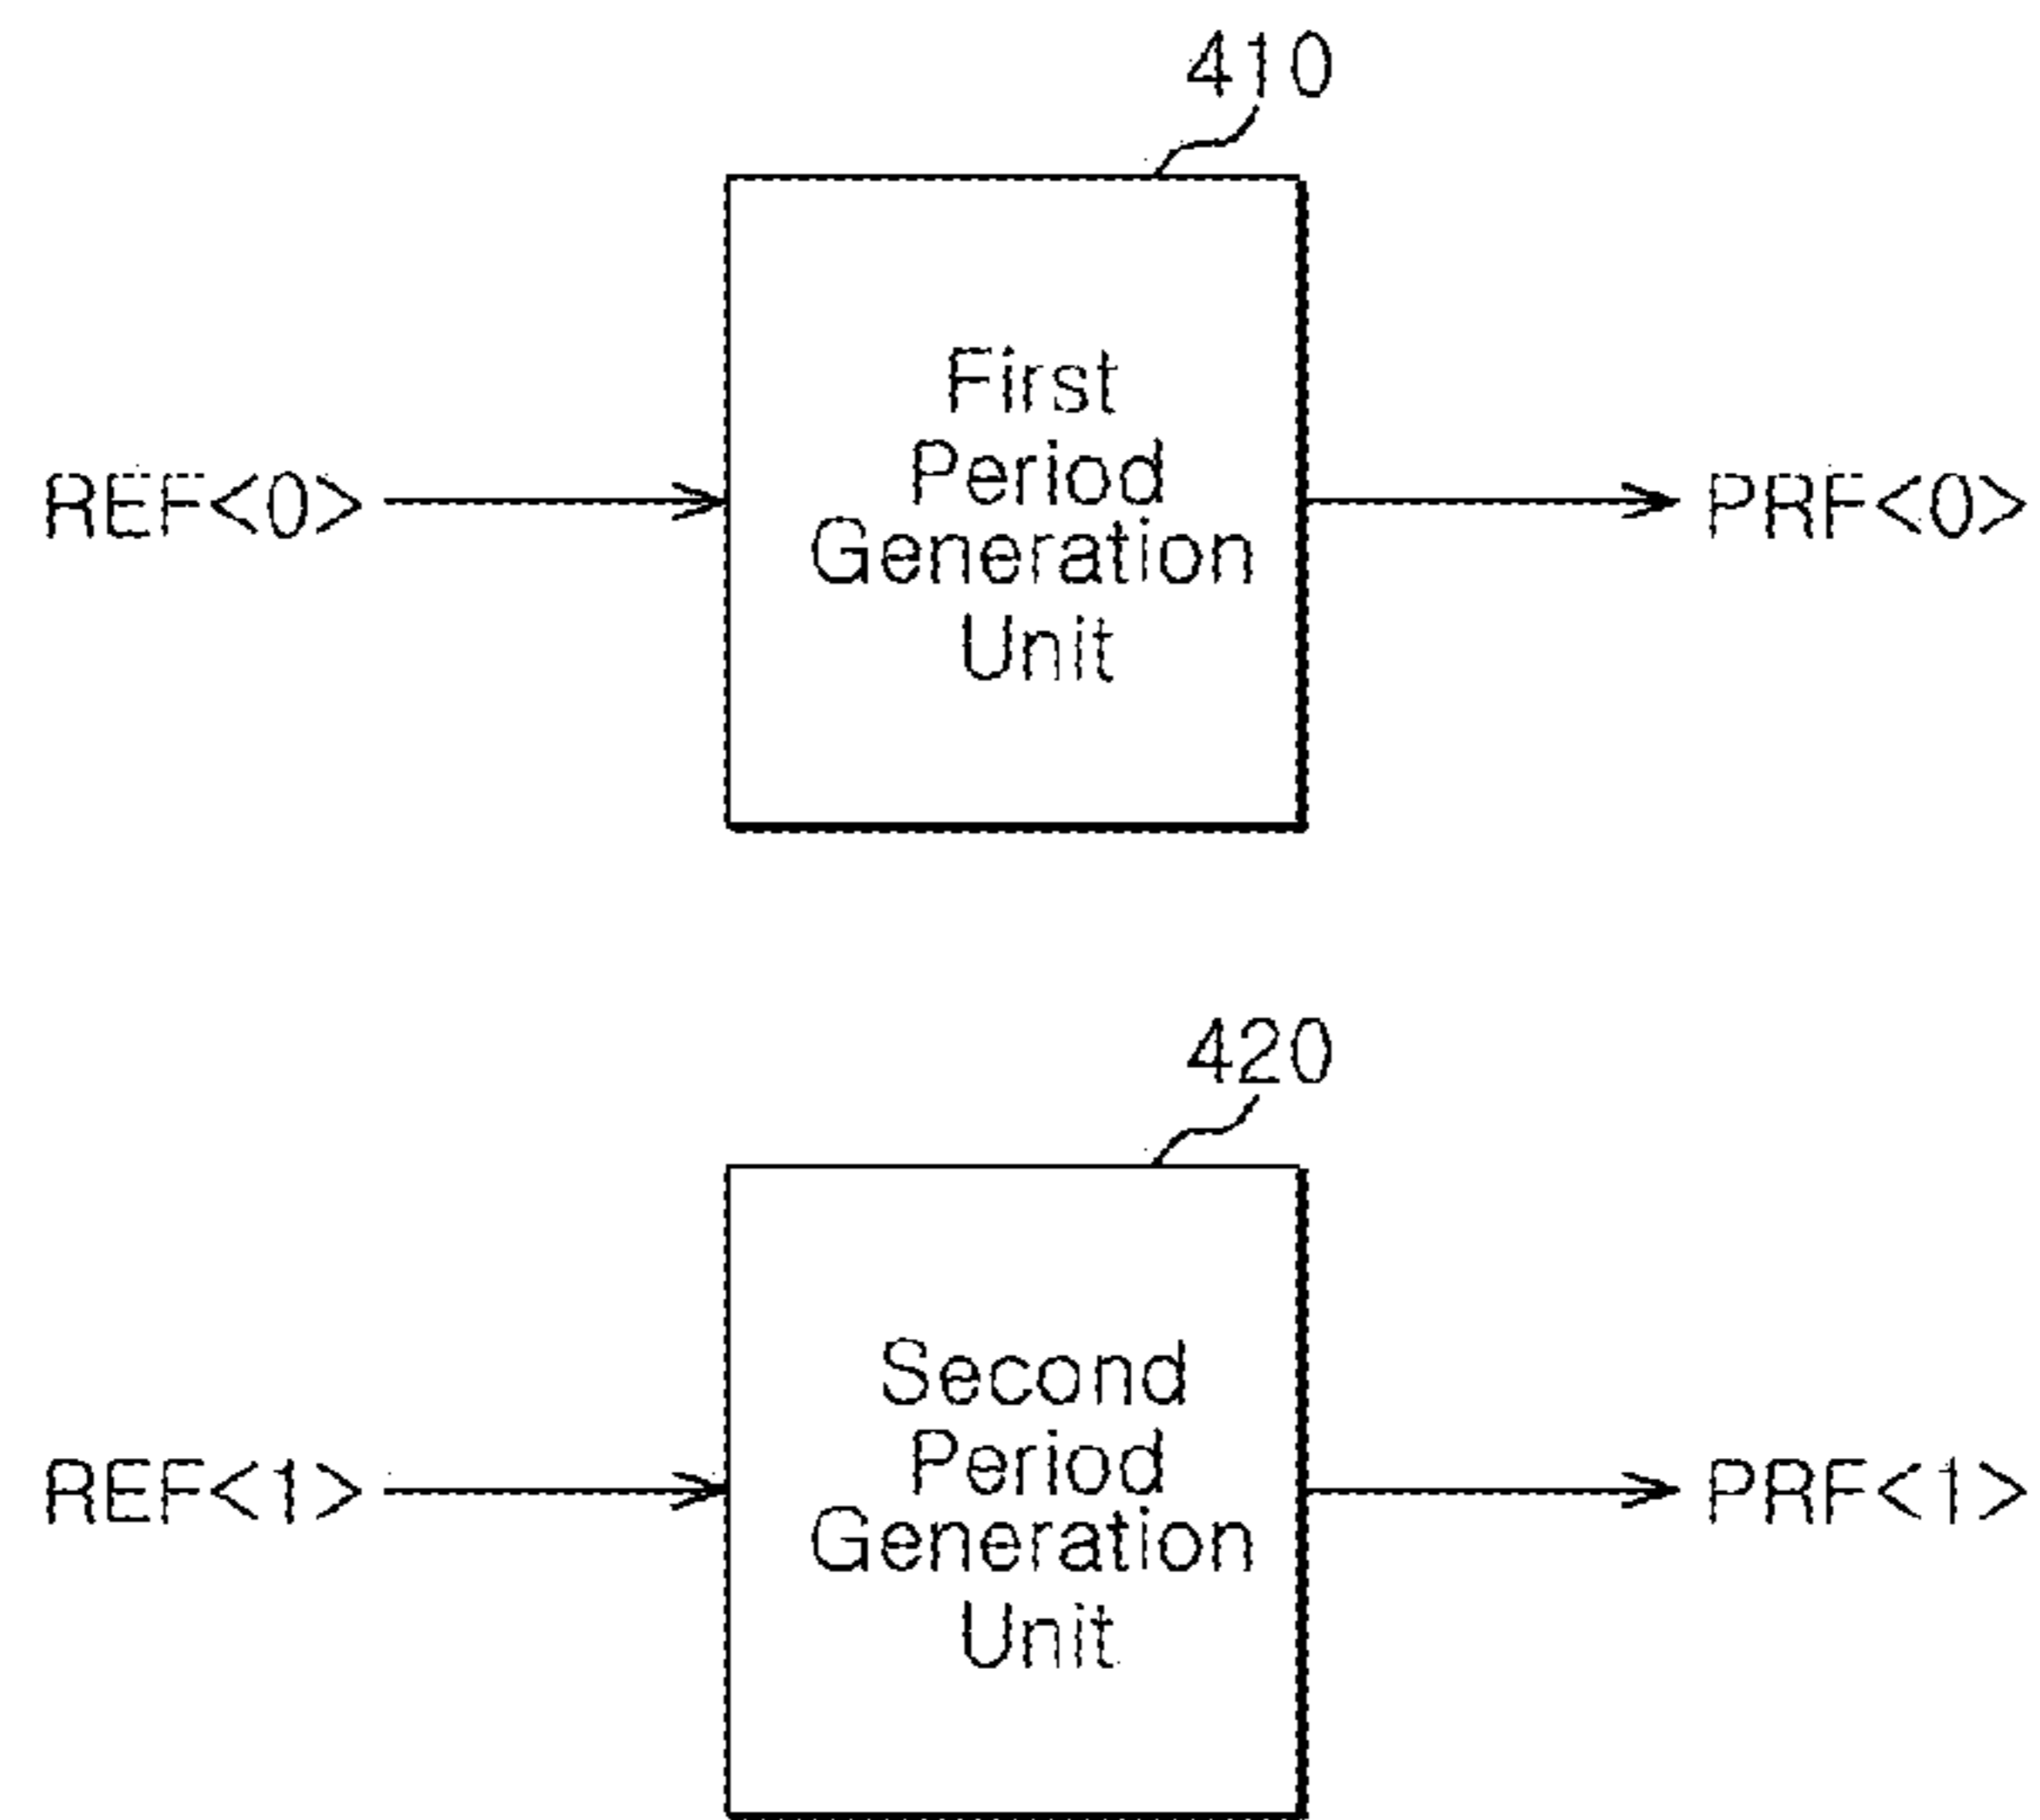 410
First
Period
Generation
Unit
REF<0>
PRF<0>
420
Second
Period
Generation
Unit
REF<1>
PRF<1>